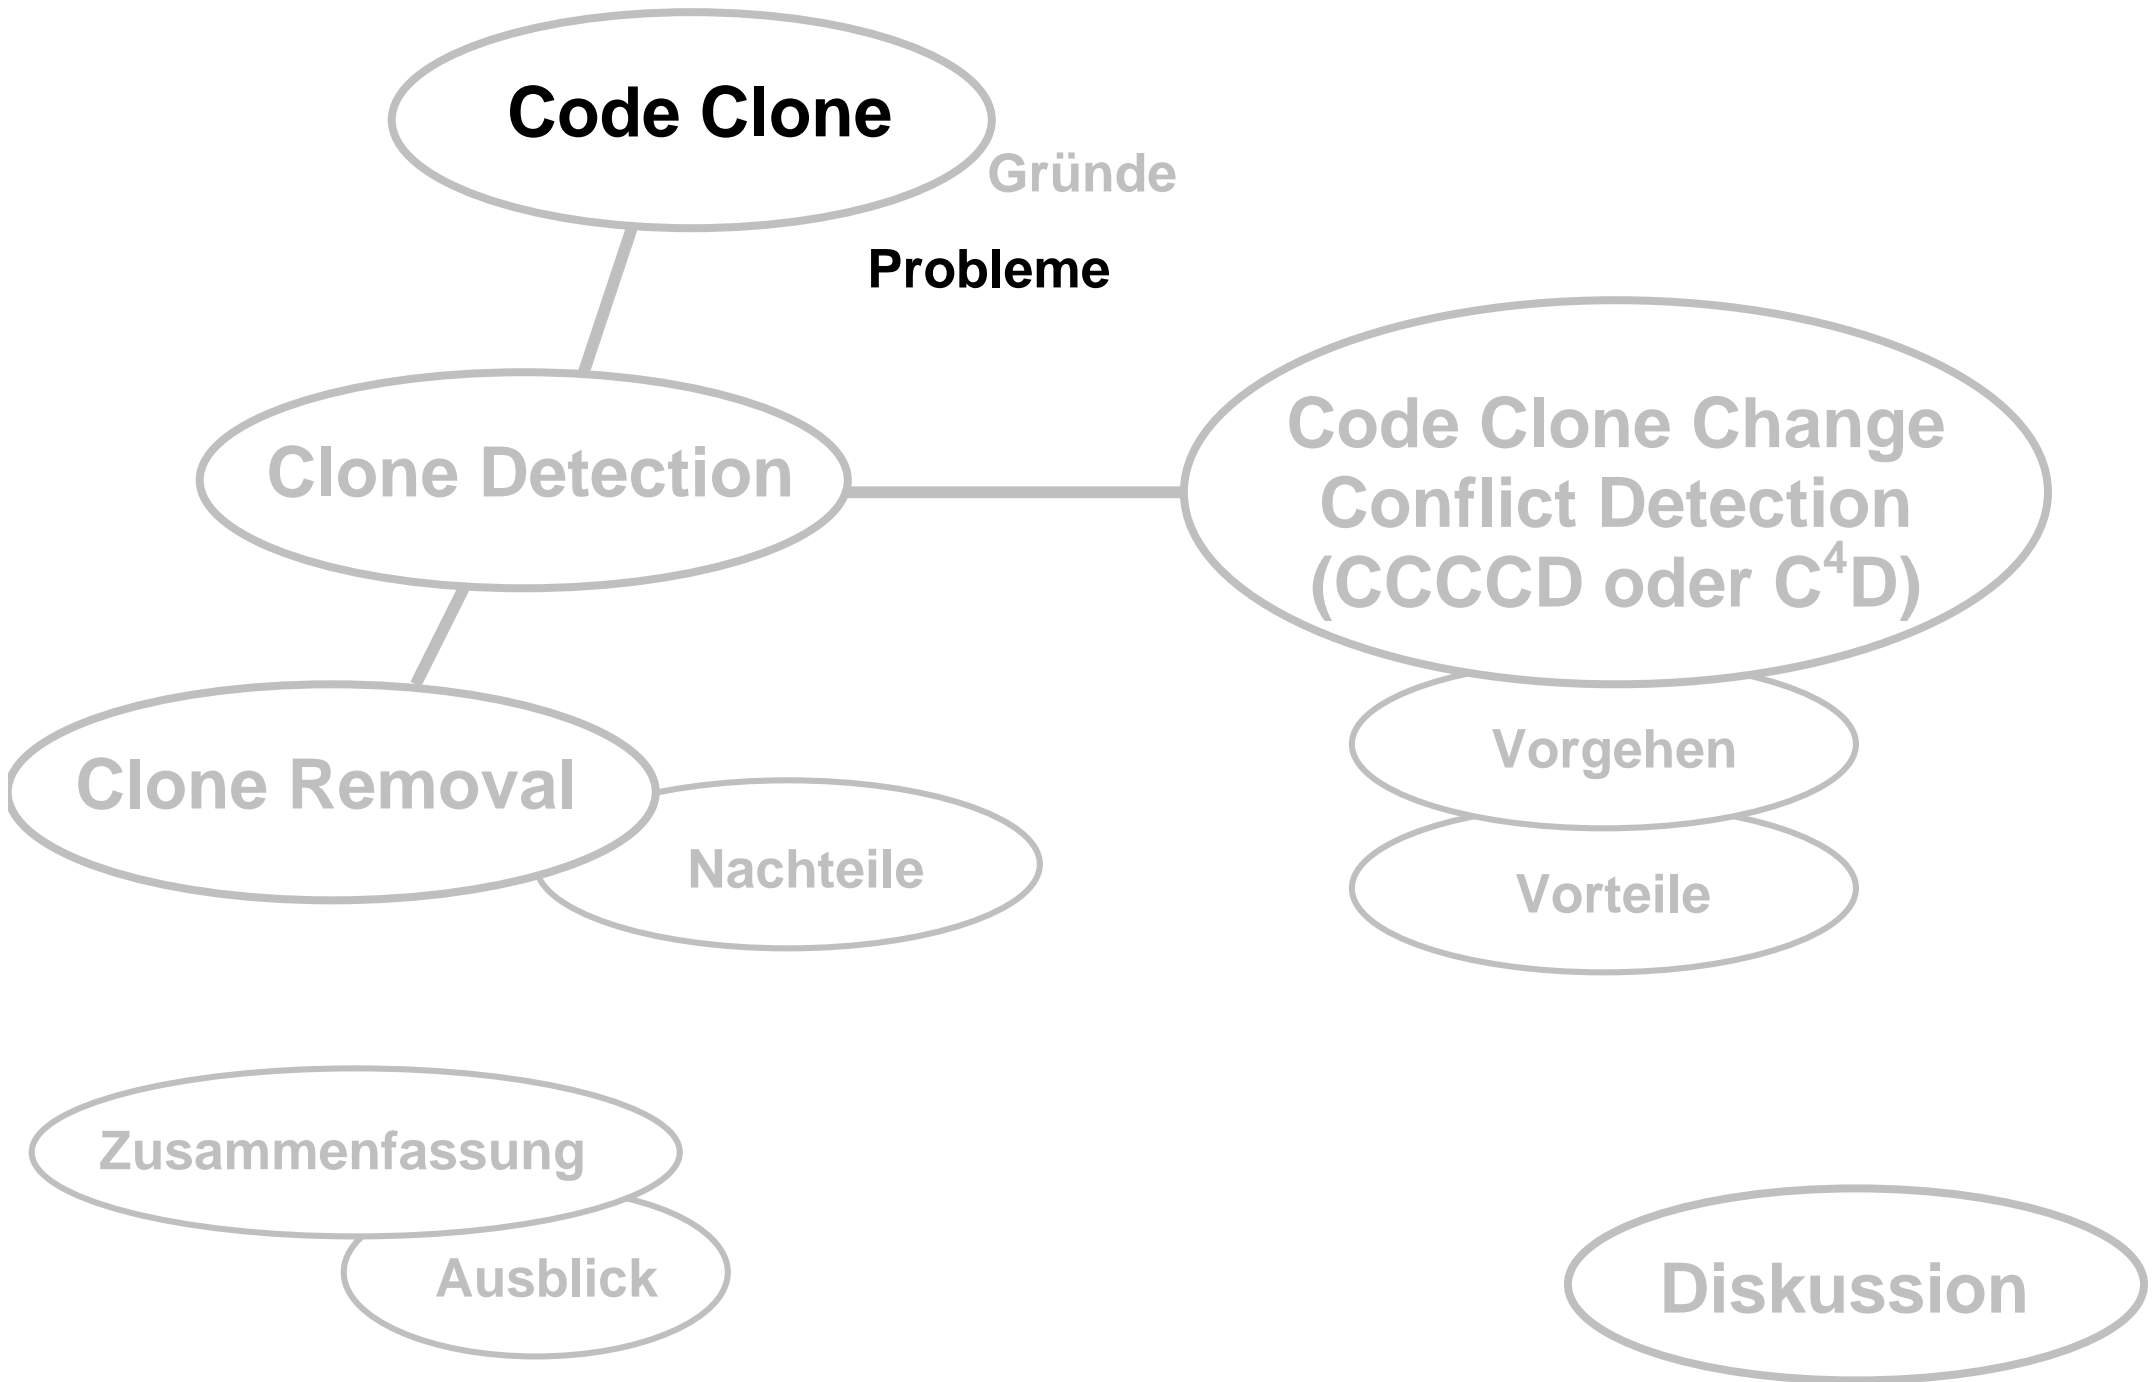 Code Clone
Gründe
Probleme
Clone Detection
Code Clone Change
Conflict Detection
(CCCCD oder C⁴D)
Clone Removal
Nachteile
Vorgehen
Vorteile
Zusammenfassung
Ausblick
Diskussion